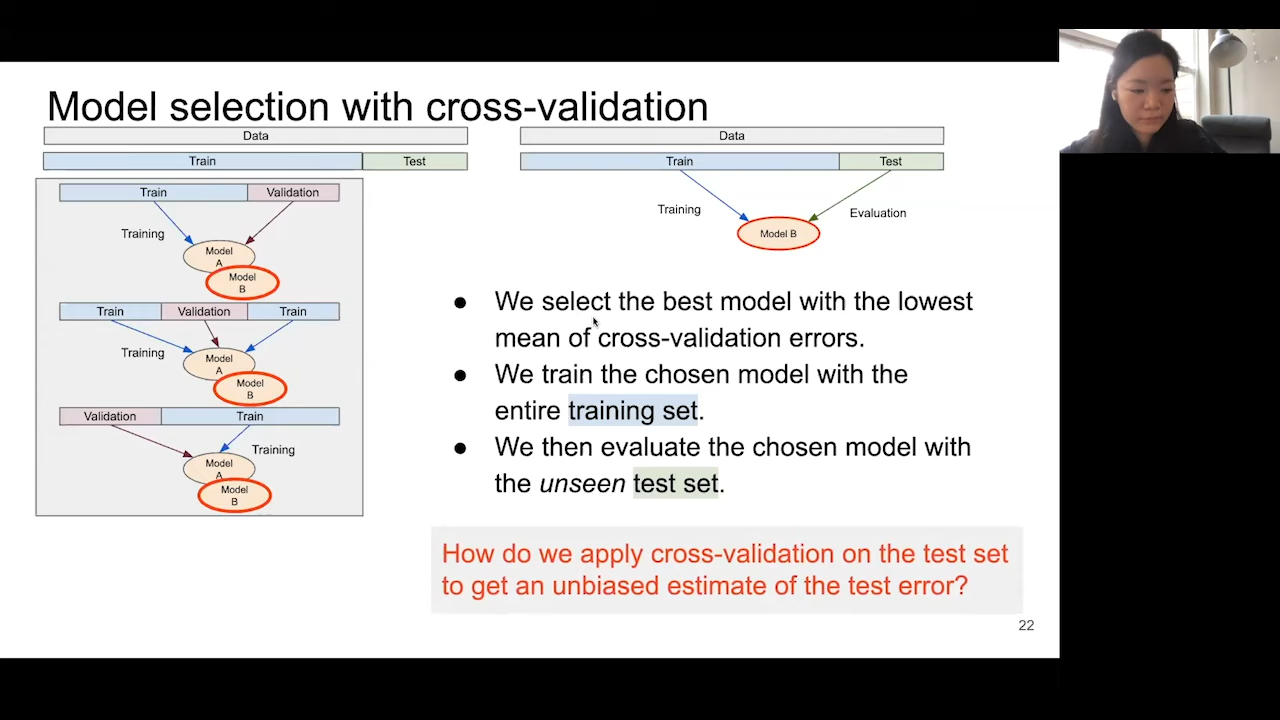 Model selection with cross-validation
Data
Train Test
Train Validation
Training
Model
A
Model
B
Train Validation Train
Training
Model
A
Model
B
Validation Train
Training
Model
A
Model
B
Data
Train Test
Training Evaluation
Model B
● We select the best model with the lowest
mean of cross-validation errors.
● We train the chosen model with the
entire training set.
● We then evaluate the chosen model with
the unseen test set.
How do we apply cross-validation on the test set
to get an unbiased estimate of the test error?
22